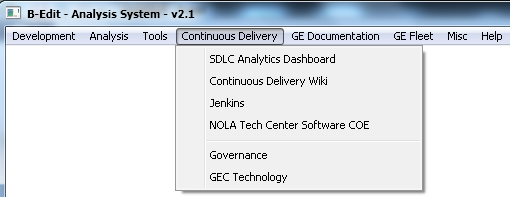 B-Edit - Analysis System - v2.1
Development Analysis Tools Continuous Delivery GE Documentation GE Fleet Misc Help
SDLC Analytics Dashboard
Continuous Delivery Wiki
Jenkins
NOLA Tech Center Software COE
Governance
GEC Technology